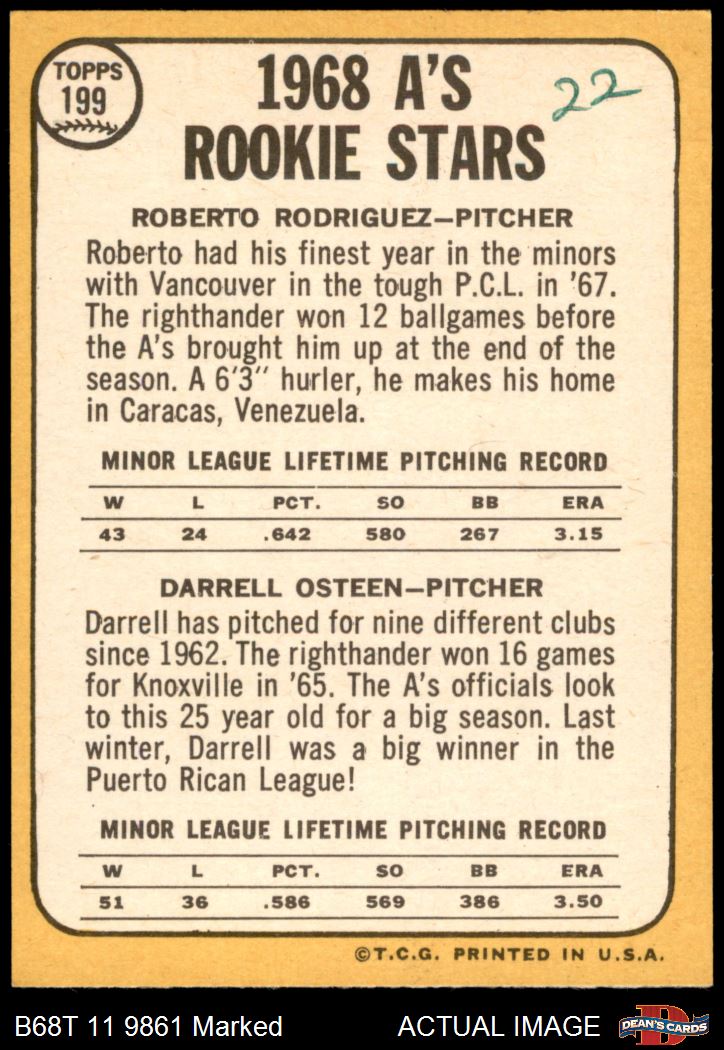 TOPPS
199
1968 A'S
22
ROOKIE STARS
ROBERTO RODRIGUEZ—PITCHER
Roberto had his finest year in the minors
with Vancouver in the tough P.C.L. in '67.
The righthander won 12 ballgames before
the A's brought him up at the end of the
season. A 6'3" hurler, he makes his home
in Caracas, Venezuela.
MINOR LEAGUE LIFETIME PITCHING RECORD
W L PCT. SO BB ERA
43 24 .642 580 267 3.15
DARRELL OSTEEN—PITCHER
Darrell has pitched for nine different clubs
since 1962. The righthander won 16 games
for Knoxville in '65. The A's officials look
to this 25 year old for a big season. Last
winter, Darrell was a big winner in the
Puerto Rican League!
MINOR LEAGUE LIFETIME PITCHING RECORD
W L PCT. SO BB ERA
51 36 .586 569 386 3.50
©T.C.G. PRINTED IN U.S.A.
B68T 11 9861 Marked ACTUAL IMAGE
D
DEAN'S CARDS